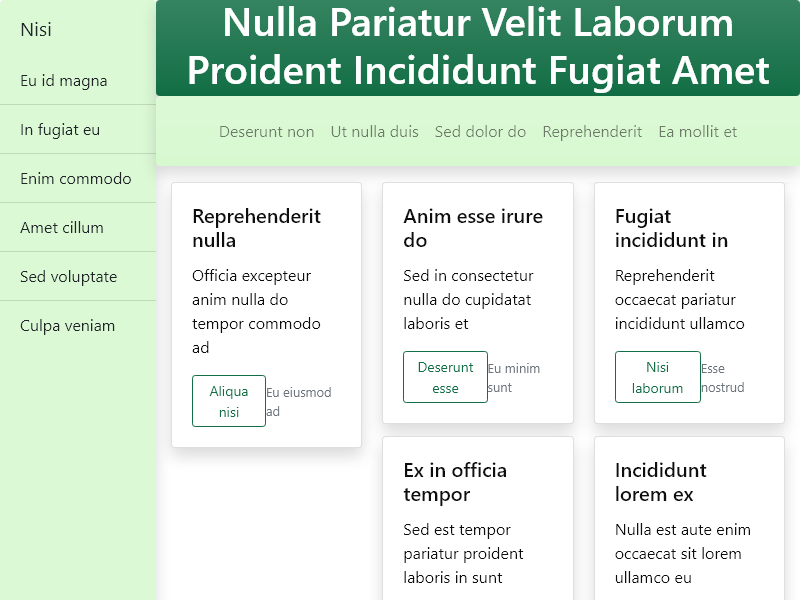 Nisi
Eu id magna
In fugiat eu
Enim commodo
Amet cillum
Sed voluptate
Culpa veniam
Nulla Pariatur Velit Laborum
Proident Incididunt Fugiat Amet
Deserunt non
Ut nulla duis
Sed dolor do
Reprehenderit
Ea mollit et
Reprehenderit
nulla
Officia excepteur
anim nulla do
tempor commodo
ad
Aliqua
nisi
Eu eiusmod
ad
Anim esse irure
do
Sed in consectetur
nulla do cupidatat
laboris et
Deserunt
esse
Eu minim
sunt
Ex in officia
tempor
Sed est tempor
pariatur proident
laboris in sunt
Fugiat
incididunt in
Reprehenderit
occaecat pariatur
incididunt ullamco
Nisi
laborum
Esse
nostrud
Incididunt
lorem ex
Nulla est aute enim
occaecat sit lorem
ullamco eu